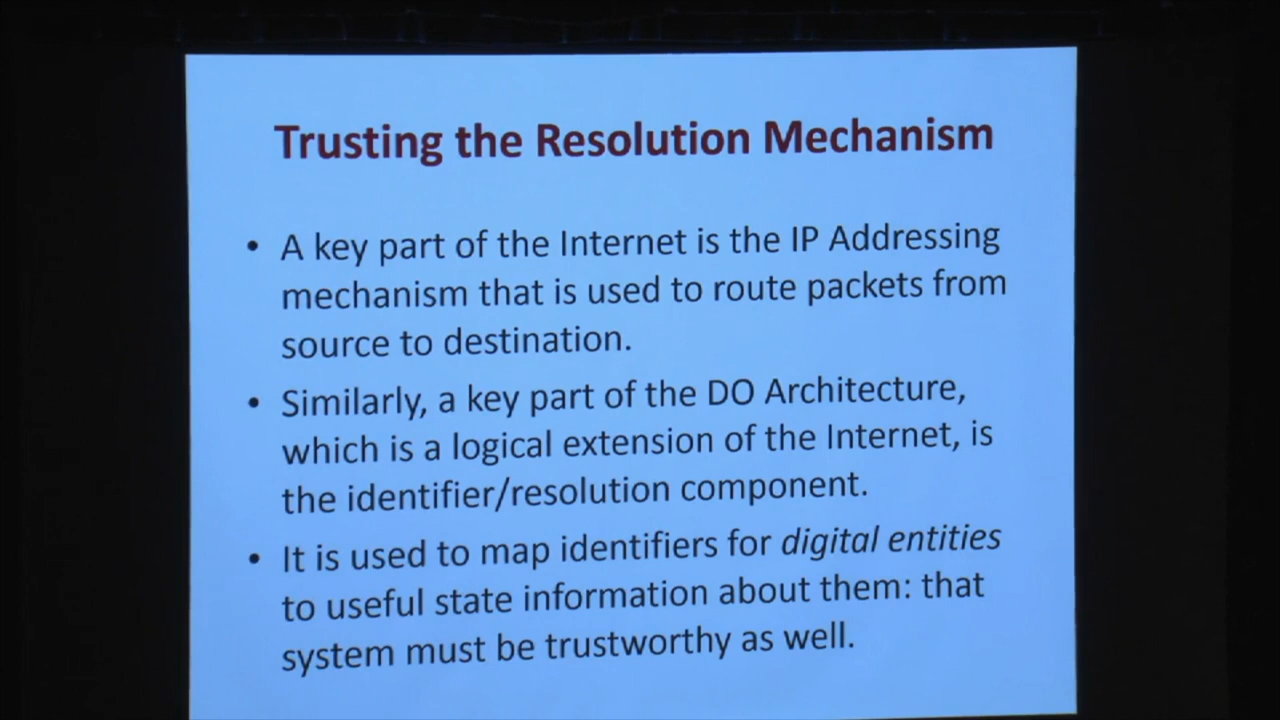 Trusting the Resolution Mechanism
• A key part of the Internet is the IP Addressing
mechanism that is used to route packets from
source to destination.
• Similarly, a key part of the DO Architecture,
which is a logical extension of the Internet, is
the identifier/resolution component.
• It is used to map identifiers for digital entities
to useful state information about them: that
system must be trustworthy as well.